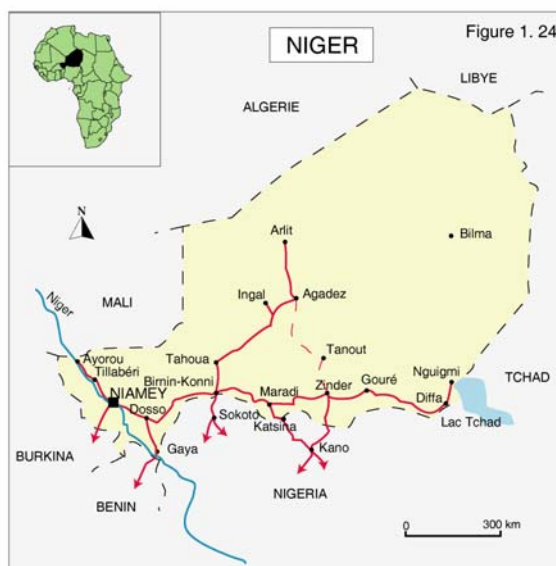 Figure 1. 24
NIGER
LIBYE
ALGERIE
N
Arlit
Bilma
Niger
MALI
Ingal
Agadez
Ayorou
Tillabéri
Tahoua
Tanout
Nguigmi
TCHAD
NIAMEY
Birnin-Konni
Zinder
Gouré
Maradi
Diffa
Dosso
Sokoto
Katsina
Lac Tchad
BURKINA
Gaya
Kano
NIGERIA
BENIN
0
300 km